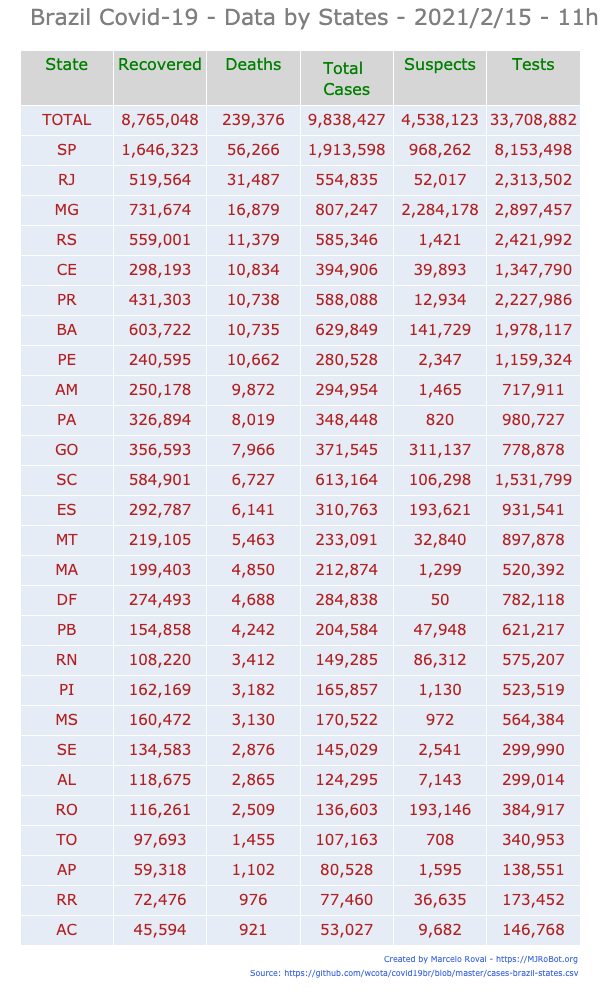 Brazil Covid-19 - Data by States - 2021/2/15 - 11h
State Recovered Deaths Total Cases Suspects Tests
TOTAL 8,765,048 239,376 9,838,427 4,538,123 33,708,882
SP 1,646,323 56,266 1,913,598 968,262 8,153,498
RJ 519,564 31,487 554,835 52,017 2,313,502
MG 731,674 16,879 807,247 2,284,178 2,897,457
RS 559,001 11,379 585,346 1,421 2,421,992
CE 298,193 10,834 394,906 39,893 1,347,790
PR 431,303 10,738 588,088 12,934 2,227,986
BA 603,722 10,735 629,849 141,729 1,978,117
PE 240,595 10,662 280,528 2,347 1,159,324
AM 250,178 9,872 294,954 1,465 717,911
PA 326,894 8,019 348,448 820 980,727
GO 356,593 7,966 371,545 311,137 778,878
SC 584,901 6,727 613,164 106,298 1,531,799
ES 292,787 6,141 310,763 193,621 931,541
MT 219,105 5,463 233,091 32,840 897,878
MA 199,403 4,850 212,874 1,299 520,392
DF 274,493 4,688 284,838 50 782,118
PB 154,858 4,242 204,584 47,948 621,217
RN 108,220 3,412 149,285 86,312 575,207
PI 162,169 3,182 165,857 1,130 523,519
MS 160,472 3,130 170,522 972 564,384
SE 134,583 2,876 145,029 2,541 299,990
AL 118,675 2,865 124,295 7,143 299,014
RO 116,261 2,509 136,603 193,146 384,917
TO 97,693 1,455 107,163 708 340,953
AP 59,318 1,102 80,528 1,595 138,551
RR 72,476 976 77,460 36,635 173,452
AC 45,594 921 53,027 9,682 146,768
Created by Marcelo Rovai - https://MJRoBot.org
Source: https://github.com/wcota/covid19br/blob/master/cases-brazil-states.csv